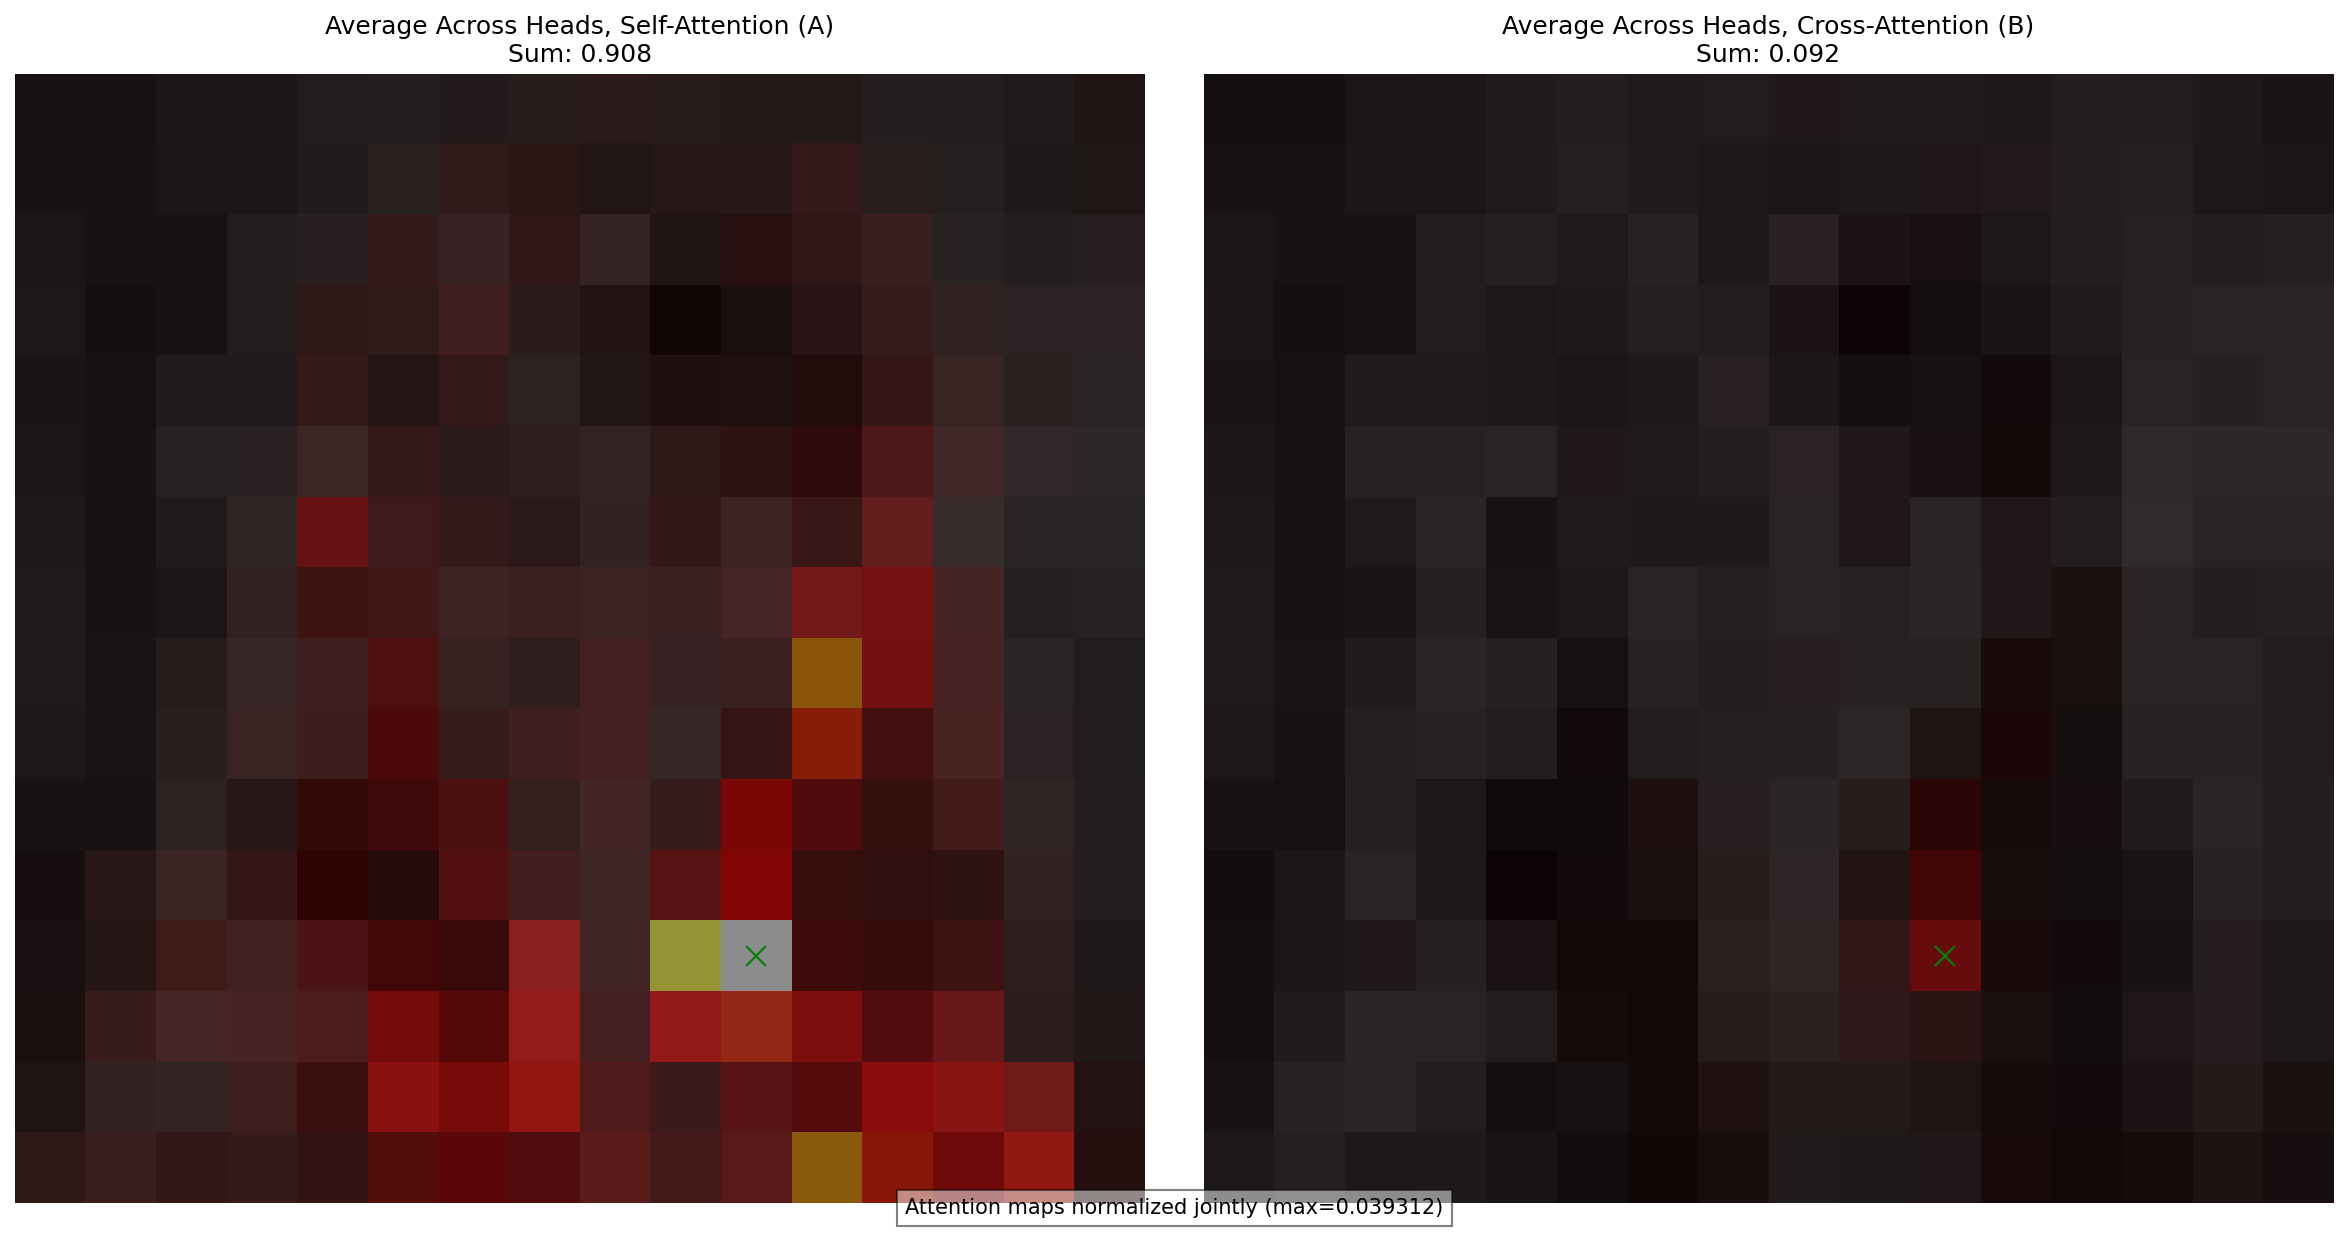 Average Across Heads, Self-Attention (A)
Sum: 0.908
Average Across Heads, Cross-Attention (B)
Sum: 0.092
Attention maps normalized jointly (max=0.039312)